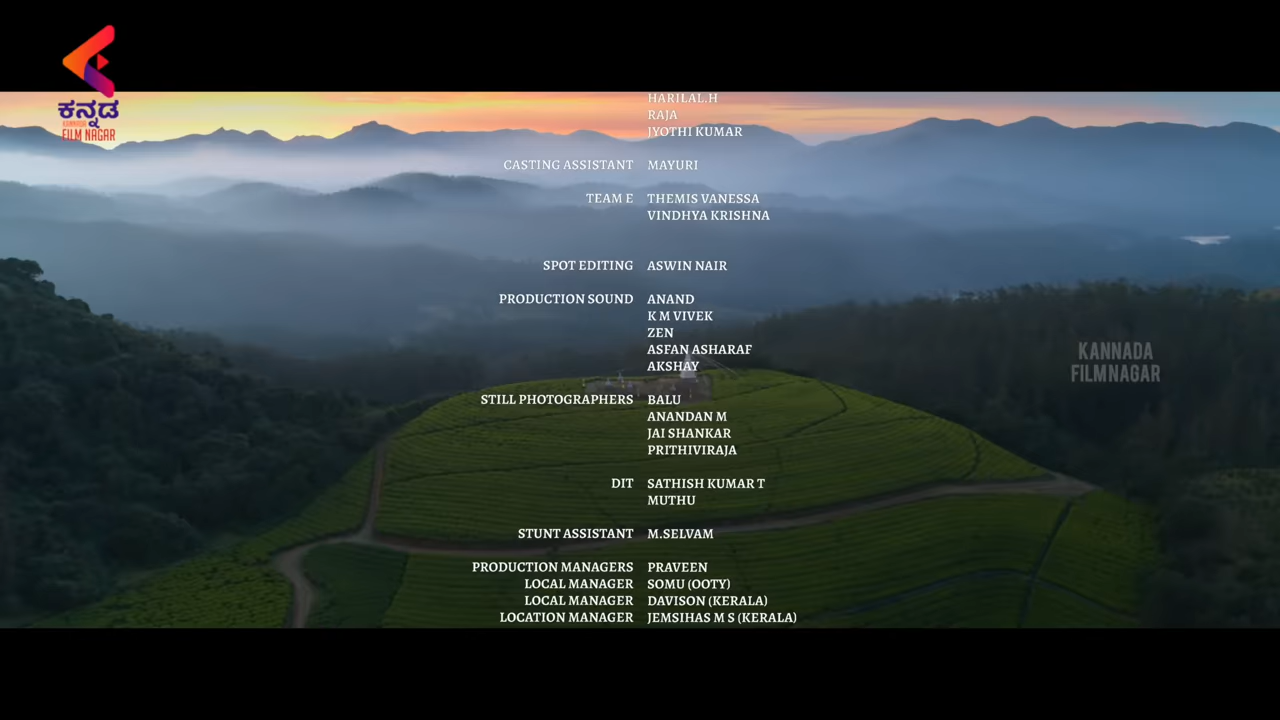 ಕನ್ನಡ
KANNADA
FILM NAGAR
HARILAL.H
RAJA
JYOTHI KUMAR
CASTING ASSISTANT MAYURI
TEAM E THEMIS VANESSA
VINDHYA KRISHNA
SPOT EDITING ASWIN NAIR
PRODUCTION SOUND ANAND
K M VIVEK
ZEN
ASFAN ASHARAF
AKSHAY
KANNADA
FILMNAGAR
STILL PHOTOGRAPHERS BALU
ANANDAN M
JAI SHANKAR
PRITHIVIRAJA
DIT SATHISH KUMAR T
MUTHU
STUNT ASSISTANT M.SELVAM
PRODUCTION MANAGERS PRAVEEN
LOCAL MANAGER SOMU (OOTY)
LOCAL MANAGER DAVISON (KERALA)
LOCATION MANAGER JEMSIHAS M S (KERALA)